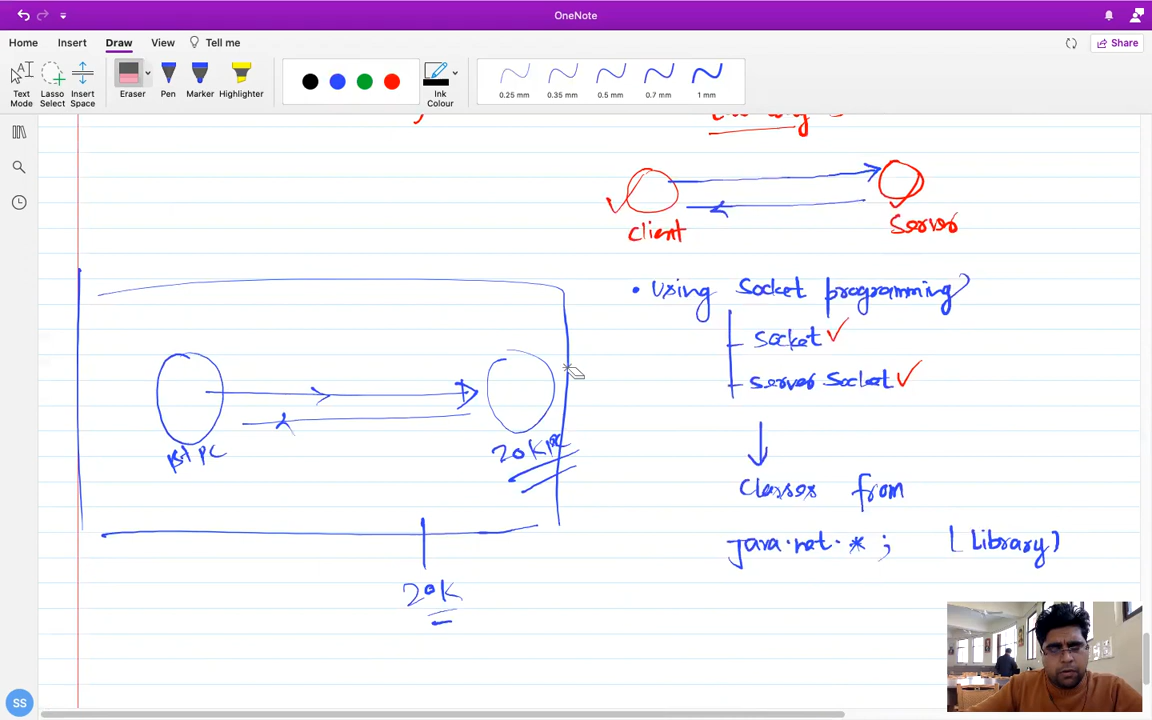 OneNote
Home Insert Draw View Tell me
Share
Text Mode
Lasso Select
Insert Space
Eraser
Pen
Marker
Highlighter
Ink Colour
0.25 mm
0.35 mm
0.5 mm
0.7 mm
1 mm
Client
Server
• Using Socket programming
Socket ✓
Server Socket ✓
Classes from
java.net.*; [Library]
PC
20K PC
20K
SS